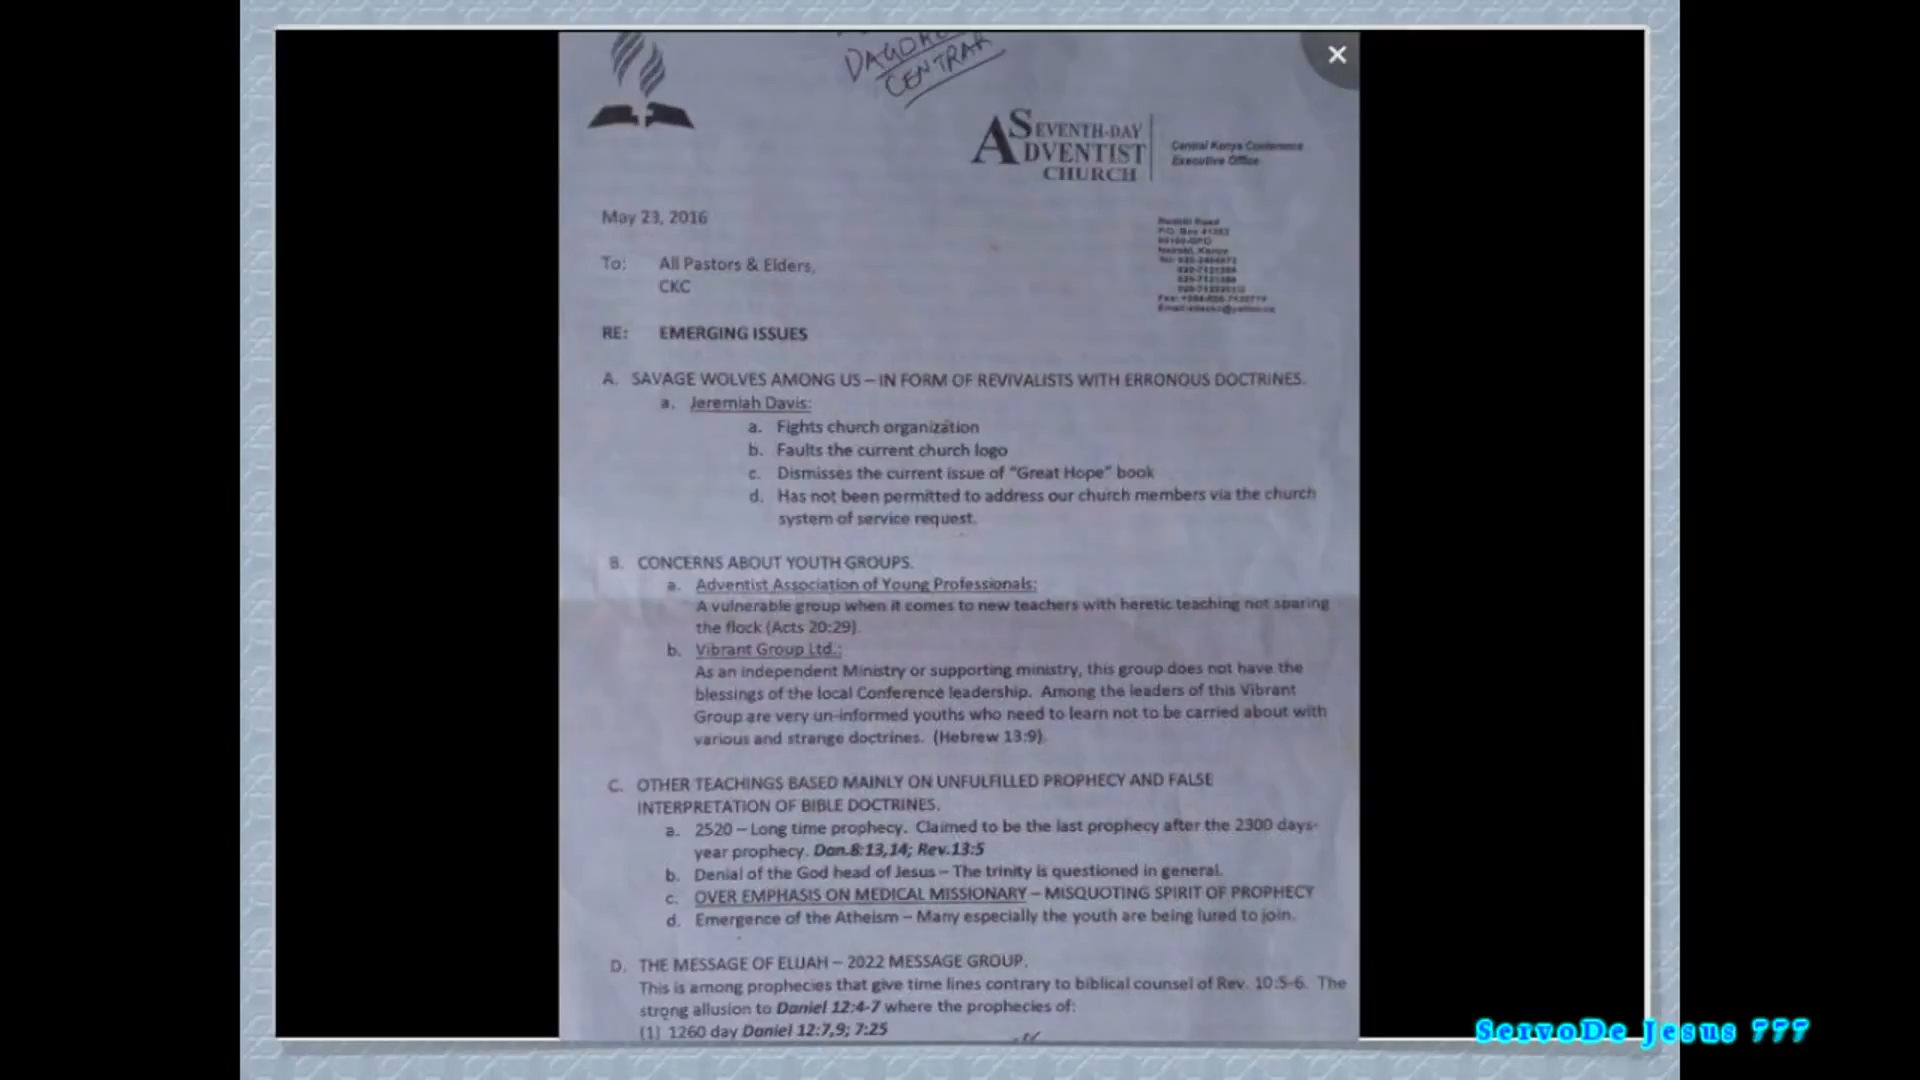 CENTRAL
SEVENTH-DAY
ADVENTIST
CHURCH
Central Kenya Conference
Executive Office
May 23, 2016
To: All Pastors & Elders,
CKC
RE: EMERGING ISSUES
A. SAVAGE WOLVES AMONG US – IN FORM OF REVIVALISTS WITH ERRONOUS DOCTRINES.
a. Jeremiah Davis:
a. Fights church organization
b. Faults the current church logo
c. Dismisses the current issue of "Great Hope" book
d. Has not been permitted to address our church members via the church
system of service request.
B. CONCERNS ABOUT YOUTH GROUPS.
a. Adventist Association of Young Professionals:
A vulnerable group when it comes to new teachers with heretic teaching not sparing
the flock (Acts 20:29).
b. Vibrant Group Ltd.:
As an independent Ministry or supporting ministry, this group does not have the
blessings of the local Conference leadership. Among the leaders of this Vibrant
Group are very un-informed youths who need to learn not to be carried about with
various and strange doctrines. (Hebrew 13:9)
C. OTHER TEACHINGS BASED MAINLY ON UNFULFILLED PROPHECY AND FALSE
INTERPRETATION OF BIBLE DOCTRINES.
a. 2520 – Long time prophecy. Claimed to be the last prophecy after the 2300 days-
year prophecy. Dan.8:13,14; Rev.13:5
b. Denial of the God head of Jesus – The trinity is questioned in general.
c. OVER EMPHASIS ON MEDICAL MISSIONARY – MISQUOTING SPIRIT OF PROPHECY
d. Emergence of the Atheism – Many especially the youth are being lured to join.
D. THE MESSAGE OF ELIJAH – 2022 MESSAGE GROUP.
This is among prophecies that give time lines contrary to biblical counsel of Rev. 10:5-6. The
strong allusion to Daniel 12:4-7 where the prophecies of:
(1) 1260 day Daniel 12:7,9; 7:25
ServoDe Jesus 777